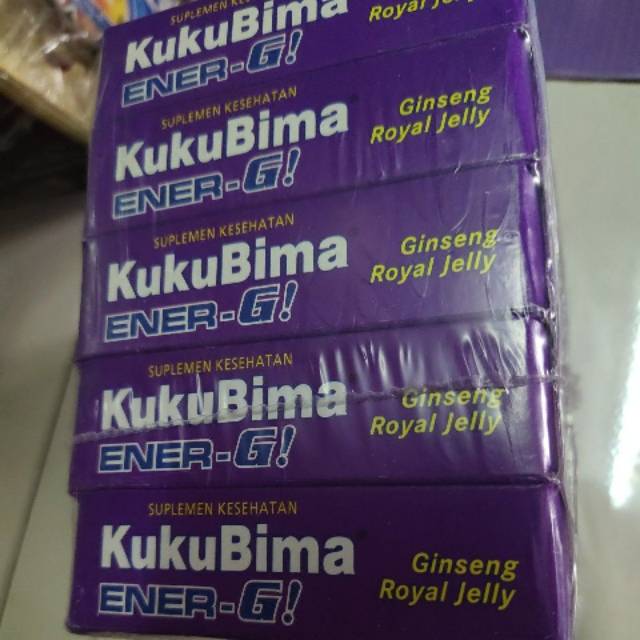 SUPLEMEN
KukuBima
ENER-G!
Royal Jelly
SUPLEMEN KESEHATAN
KukuBima
ENER-G!
Ginseng
Royal Jelly
SUPLEMEN KESEHATAN
KukuBima
ENER-G!
Ginseng
Royal Jelly
SUPLEMEN KESEHATAN
KukuBima
ENER-G!
Ginseng
Royal Jelly
SUPLEMEN KESEHATAN
KukuBima
ENER-G!
Ginseng
Royal Jelly